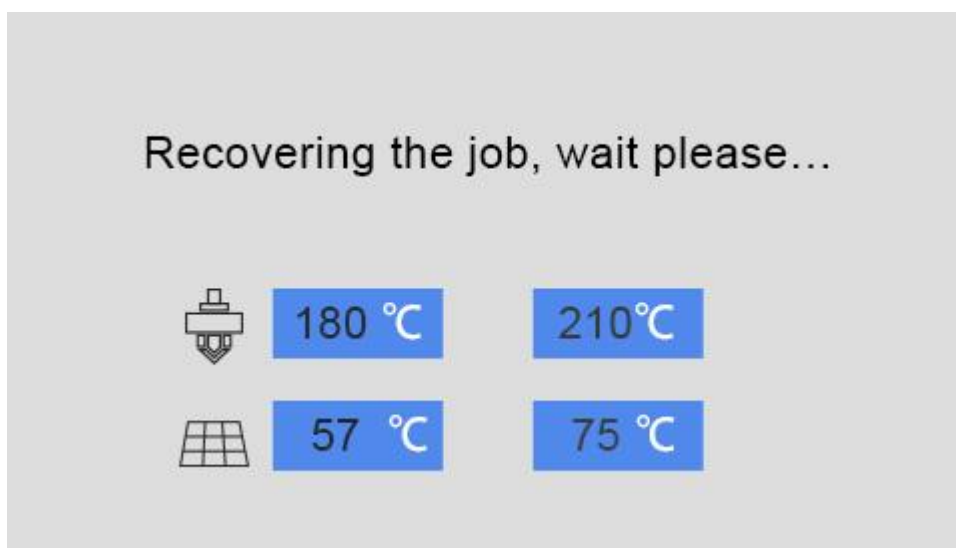 Recovering the job, wait please...
180 ℃ 210℃
57 ℃ 75 ℃